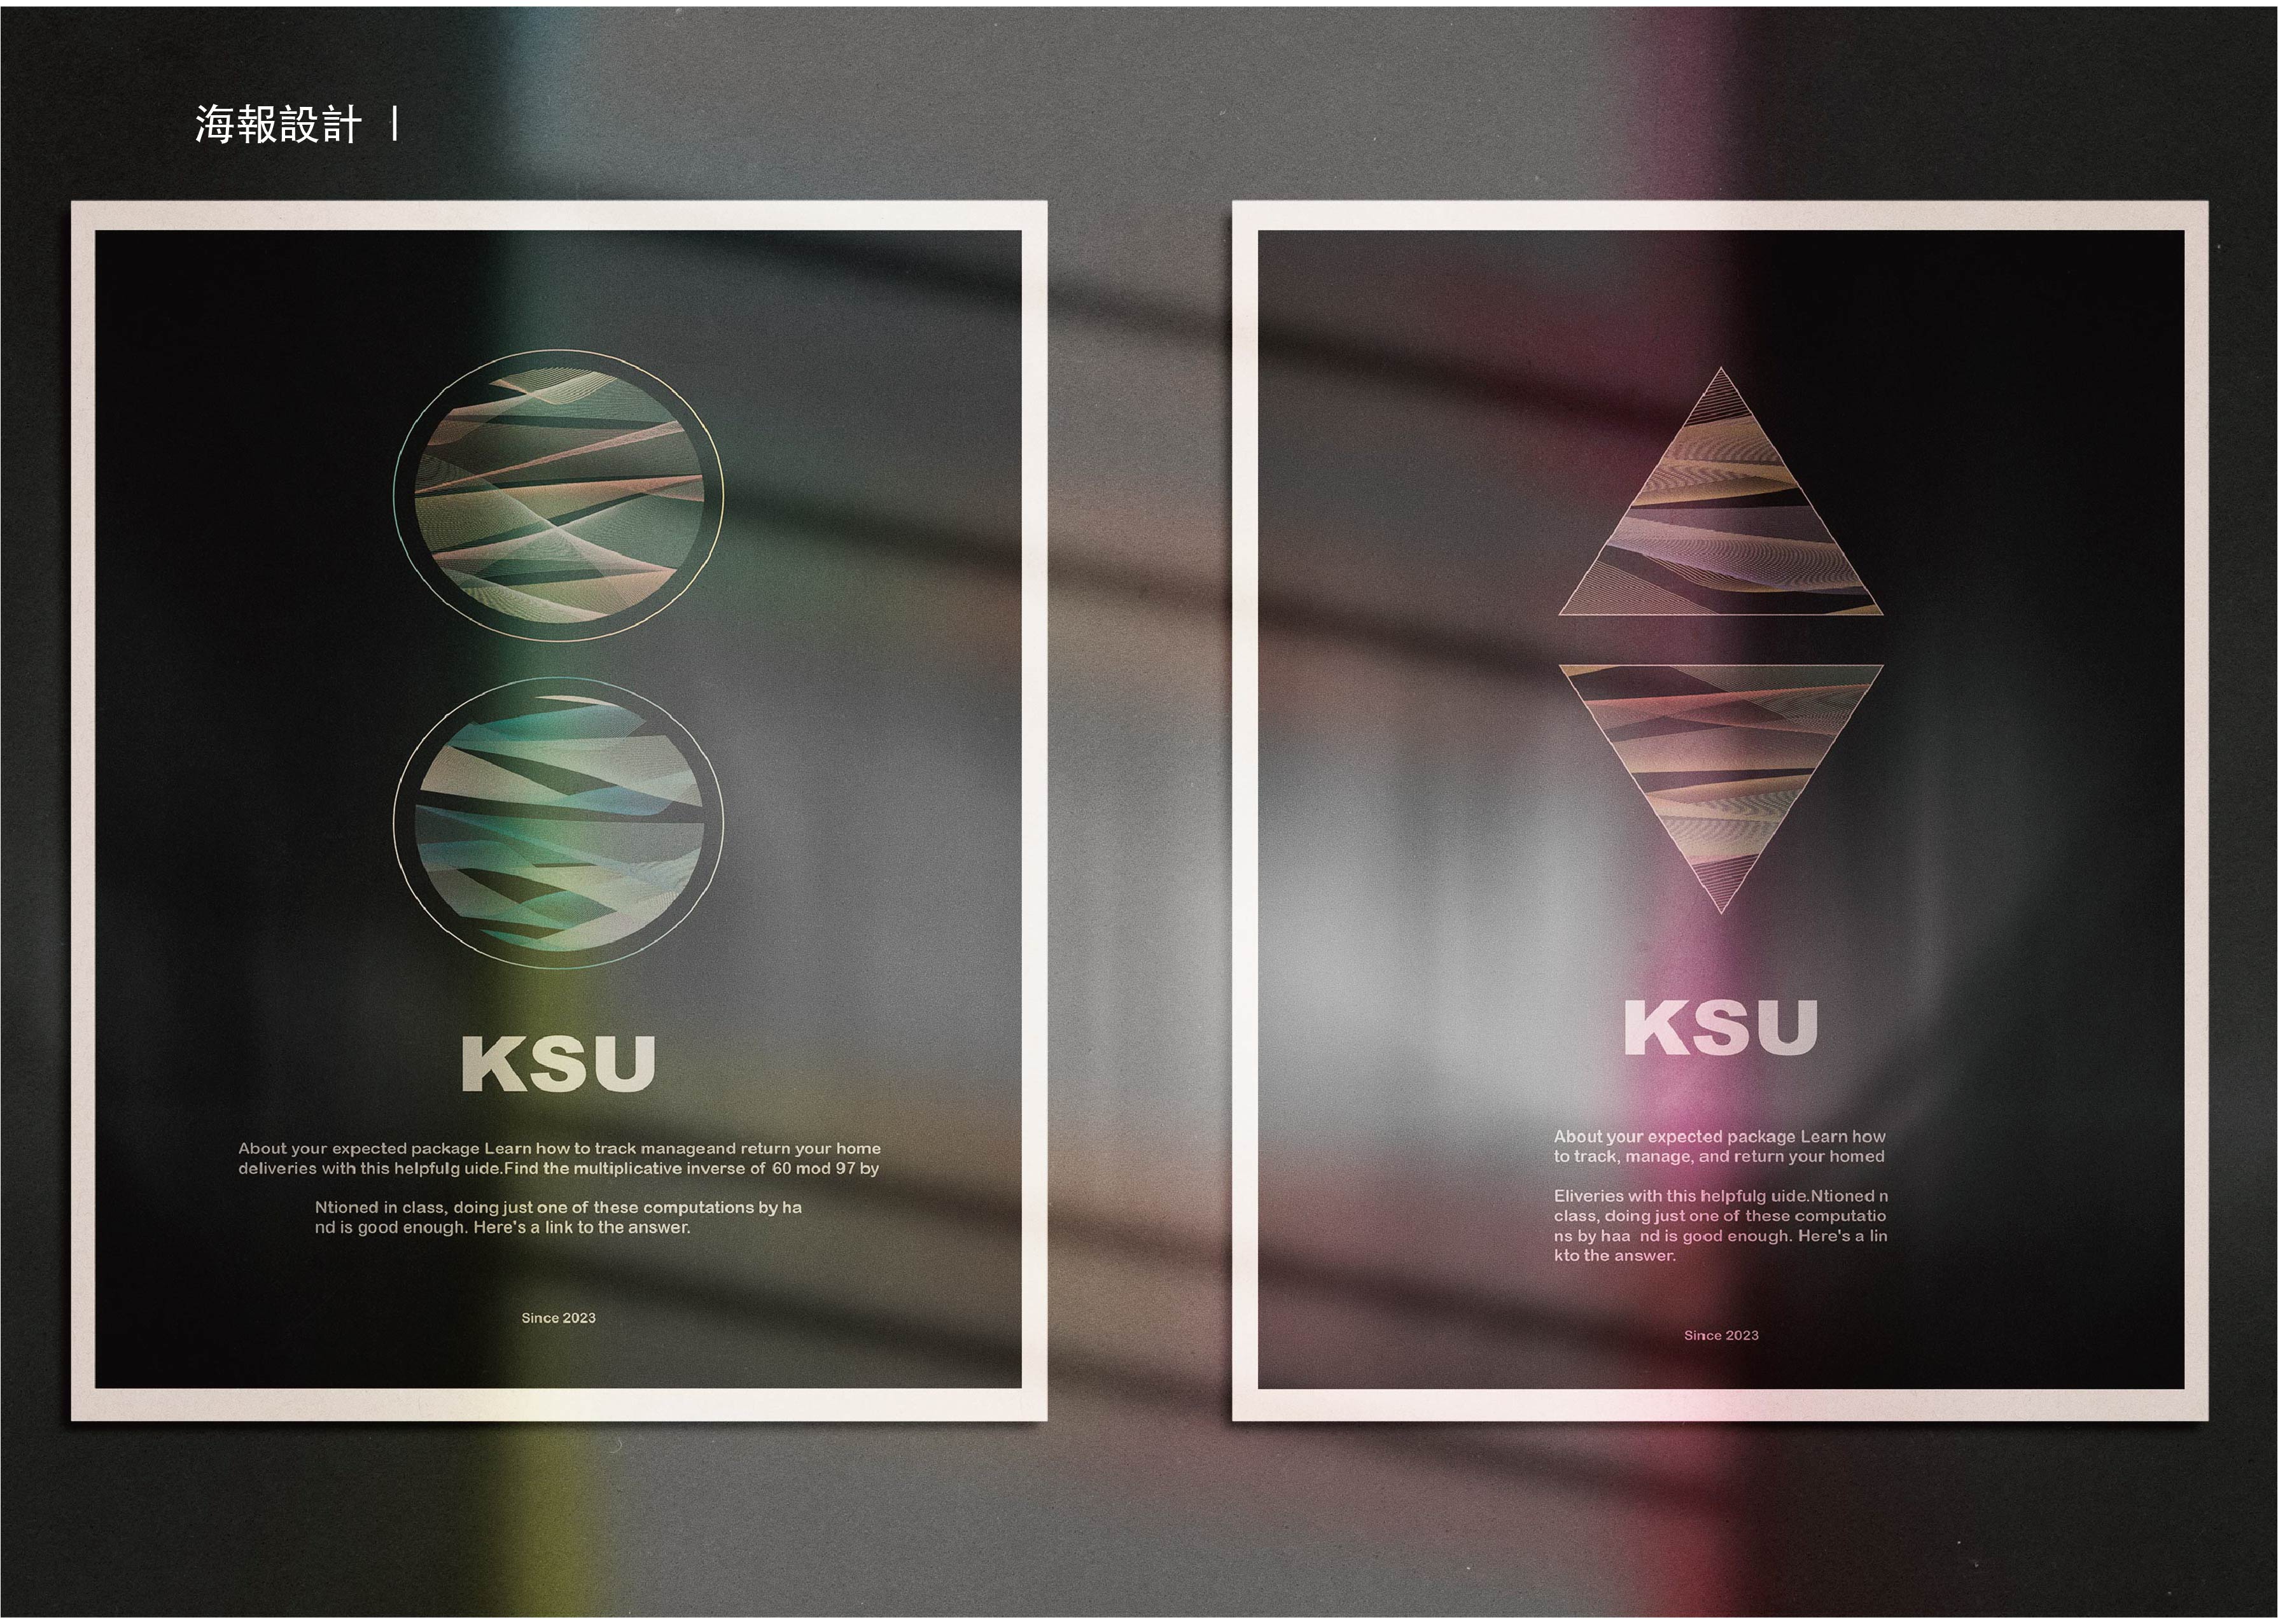 海報設計 |
KSU
About your expected package Learn how to track manageand return your home
deliveries with this helpfulg uide.Find the multiplicative inverse of 60 mod 97 by
Ntioned in class, doing just one of these computations by ha
nd is good enough. Here's a link to the answer.
Since 2023
KSU
About your expected package Learn how
to track, manage, and return your homed
Eliveries with this helpfulg uide.Ntioned n
class, doing just one of these computatio
ns by haa nd is good enough. Here's a lin
kto the answer.
Since 2023